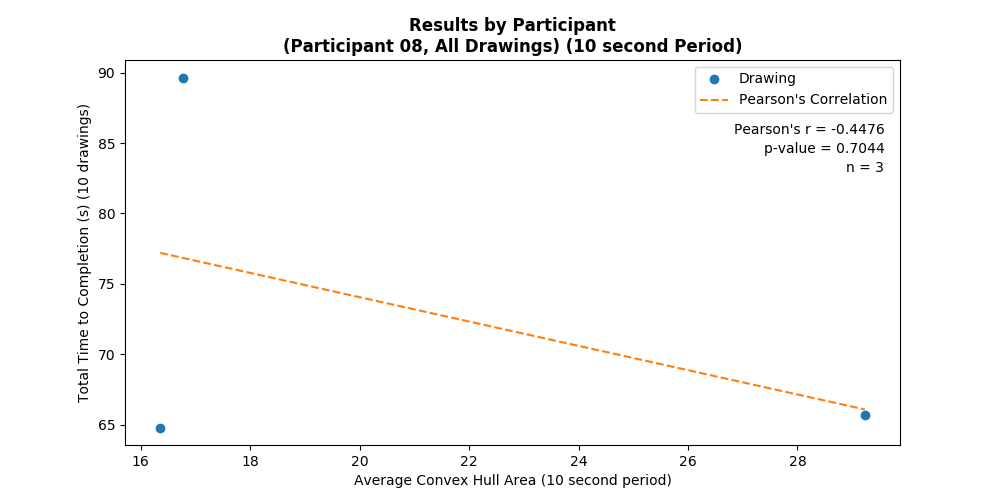 Results by Participant
(Participant 08, All Drawings) (10 second Period)
Drawing
Pearson's Correlation
Pearson's r = -0.4476
p-value = 0.7044
n = 3
Total Time to Completion (s) (10 drawings)
90
85
80
75
70
65
16 18 20 22 24 26 28
Average Convex Hull Area (10 second period)